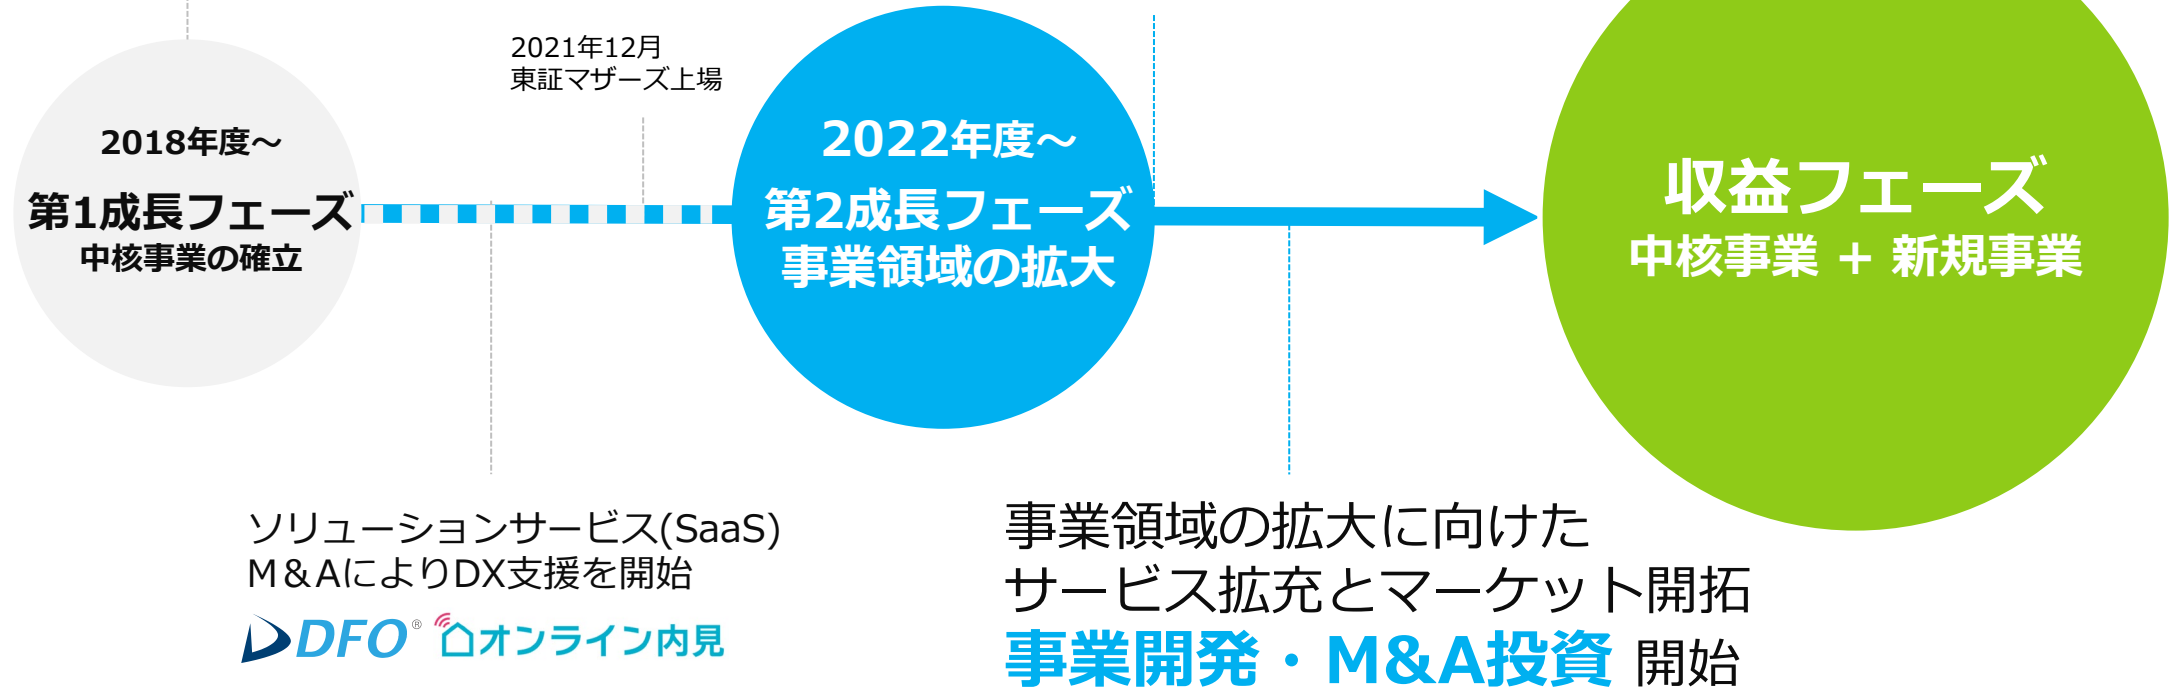 2021年12月
東証マザーズ上場
2018年度～
第1成長フェーズ
中核事業の確立
2022年度～
第2成長フェーズ
事業領域の拡大
収益フェーズ
中核事業 + 新規事業
ソリューションサービス(SaaS)
M＆AによりDX支援を開始
DFO® オンライン内見
事業領域の拡大に向けた
サービス拡充とマーケット開拓
事業開発・M&A投資 開始